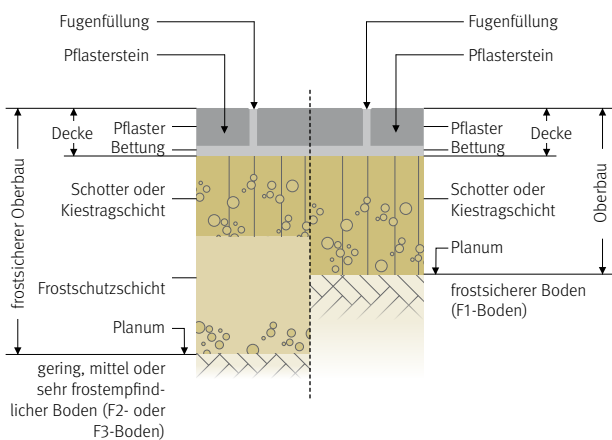 Fugenfüllung
Pflasterstein
Decke
Pflaster
Bettung
Schotter oder
Kiestragschicht
frostsicherer Oberbau
Frostschutzschicht
Planum
gering, mittel oder
sehr frostempfind-
licher Boden (F2- oder
F3-Boden)
Fugenfüllung
Pflasterstein
Pflaster
Decke
Bettung
Schotter oder
Kiestragschicht
Oberbau
Planum
frostsicherer Boden
(F1-Boden)